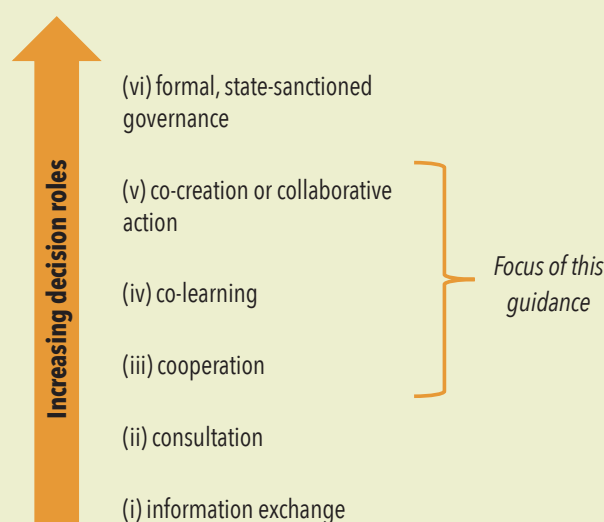 Increasing decision roles
(vi) formal, state-sanctioned
governance
(v) co-creation or collaborative
action
(iv) co-learning
(iii) cooperation
(ii) consultation
(i) information exchange
Focus of this
guidance